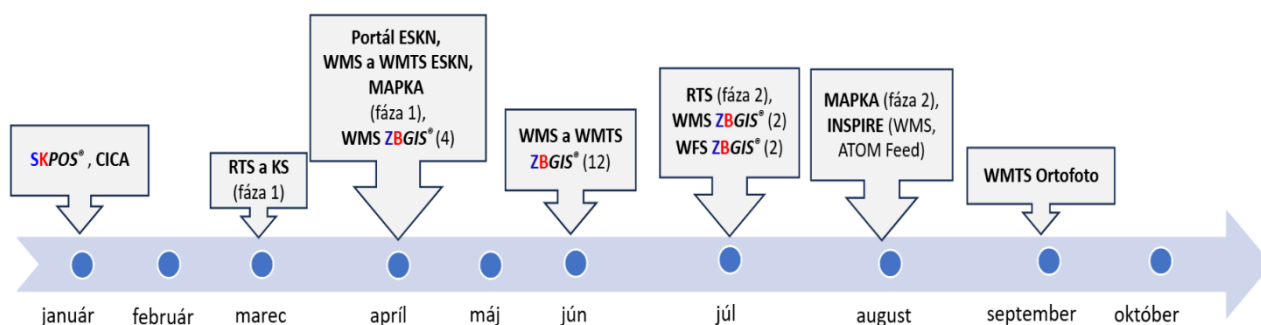 SKPOS®, CICA
RTS a KS
(fáza 1)
Portál ESKN,
WMS a WMTS ESKN,
MAPKA
(fáza 1),
WMS ZBGIS® (4)
WMS a WMTS
ZBGIS® (12)
RTS (fáza 2),
WMS ZBGIS® (2)
WFS ZBGIS® (2)
MAPKA (fáza 2),
INSPIRE (WMS,
ATOM Feed)
WMTS Ortofoto
január február marec apríl máj jún júl august september október